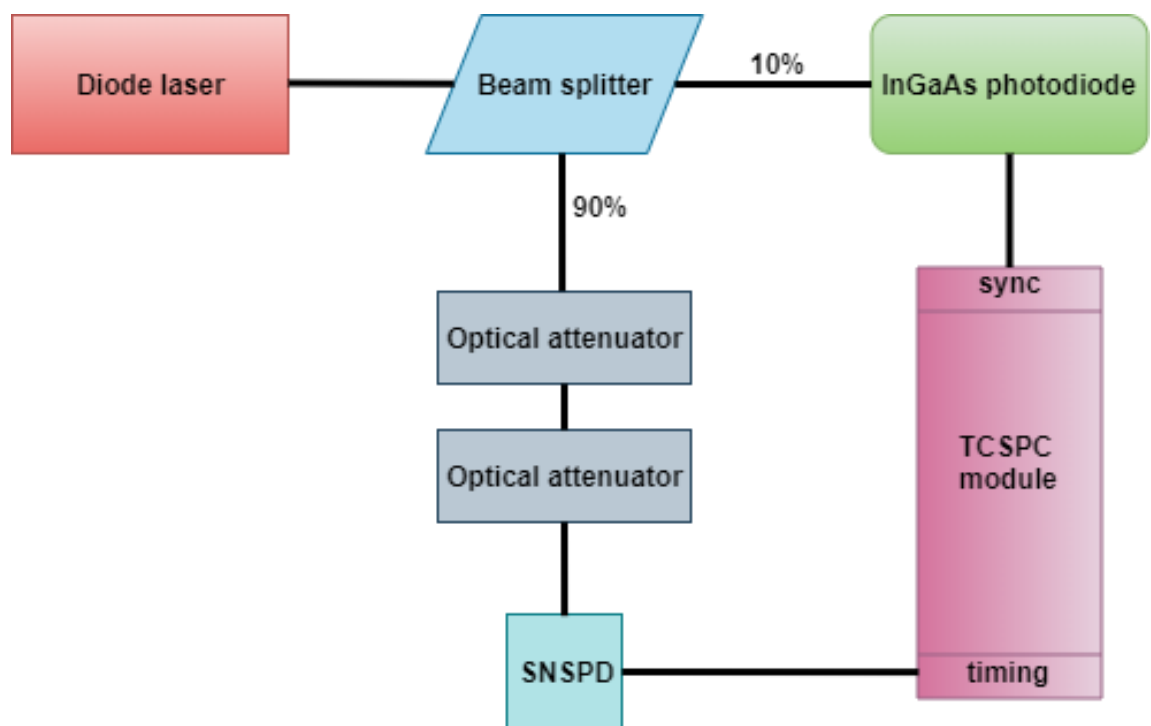 Diode laser
Beam splitter
10%
InGaAs photodiode
90%
sync
Optical attenuator
TCSPC
module
Optical attenuator
SNSPD
timing